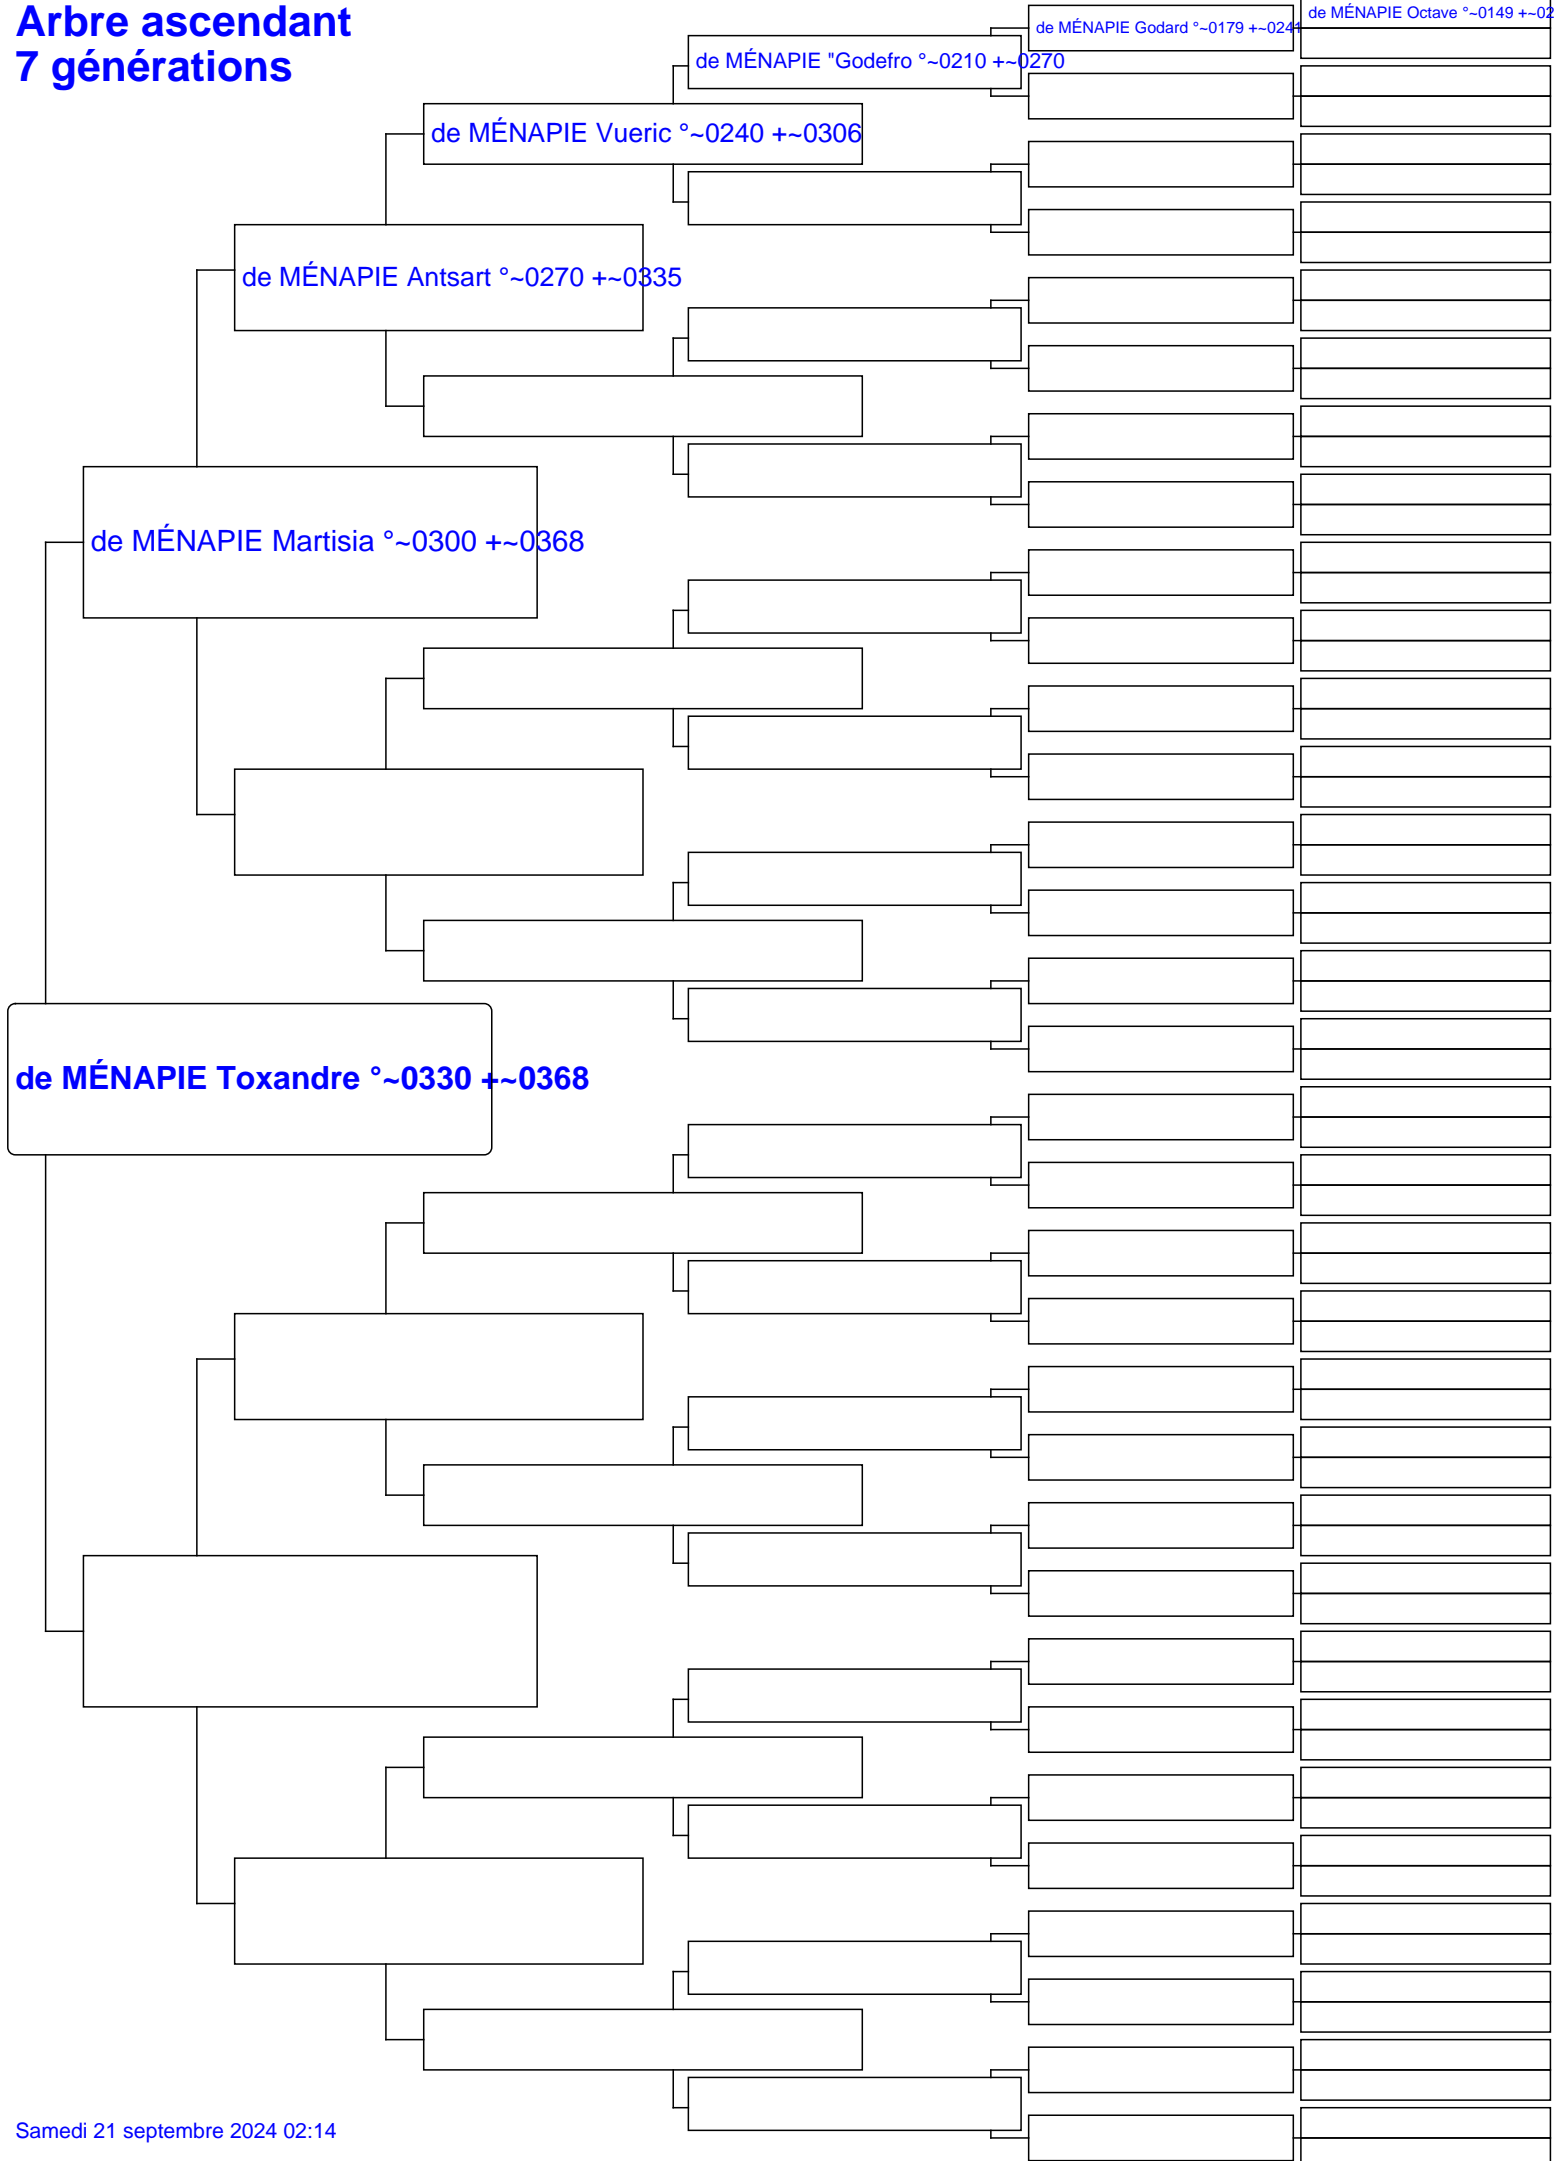 Arbre ascendant
7 générations
de MÉNAPIE Octave °~0149 +~02
de MÉNAPIE Godard °~0179 +~0241
de MÉNAPIE "Godefro °~0210 +~0270
de MÉNAPIE Vueric °~0240 +~0306
de MÉNAPIE Antsart °~0270 +~0335
de MÉNAPIE Martisia °~0300 +~0368
de MÉNAPIE Toxandre °~0330 +~0368
Samedi 21 septembre 2024 02:14